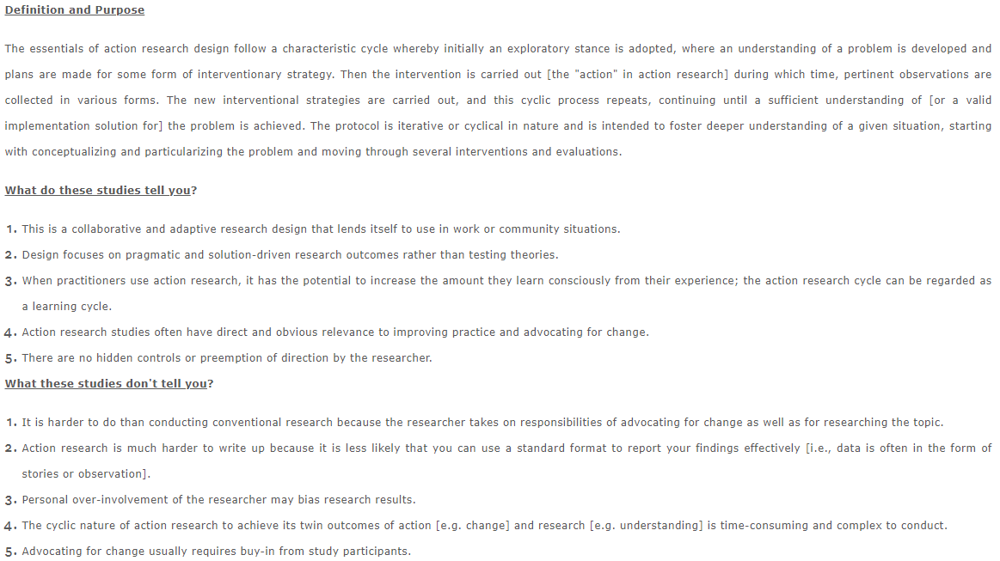 Definition and Purpose
The essentials of action research design follow a characteristic cycle whereby initially an exploratory stance is adopted, where an understanding of a problem is developed and
plans are made for some form of interventionary strategy. Then the intervention is carried out [the "action" in action research] during which time, pertinent observations are
collected in various forms. The new interventional strategies are carried out, and this cyclic process repeats, continuing until a sufficient understanding of [or a valid
implementation solution for] the problem is achieved. The protocol is iterative or cyclical in nature and is intended to foster deeper understanding of a given situation, starting
with conceptualizing and particularizing the problem and moving through several interventions and evaluations.
What do these studies tell you?
1. This is a collaborative and adaptive research design that lends itself to use in work or community situations.
2. Design focuses on pragmatic and solution-driven research outcomes rather than testing theories.
3. When practitioners use action research, it has the potential to increase the amount they learn consciously from their experience; the action research cycle can be regarded as
a learning cycle.
4. Action research studies often have direct and obvious relevance to improving practice and advocating for change.
5. There are no hidden controls or preemption of direction by the researcher.
What these studies don't tell you?
1. It is harder to do than conducting conventional research because the researcher takes on responsibilities of advocating for change as well as for researching the topic.
2. Action research is much harder to write up because it is less likely that you can use a standard format to report your findings effectively [i.e., data is often in the form of
stories or observation].
3. Personal over-involvement of the researcher may bias research results.
4. The cyclic nature of action research to achieve its twin outcomes of action [e.g. change] and research [e.g. understanding] is time-consuming and complex to conduct.
5. Advocating for change usually requires buy-in from study participants.